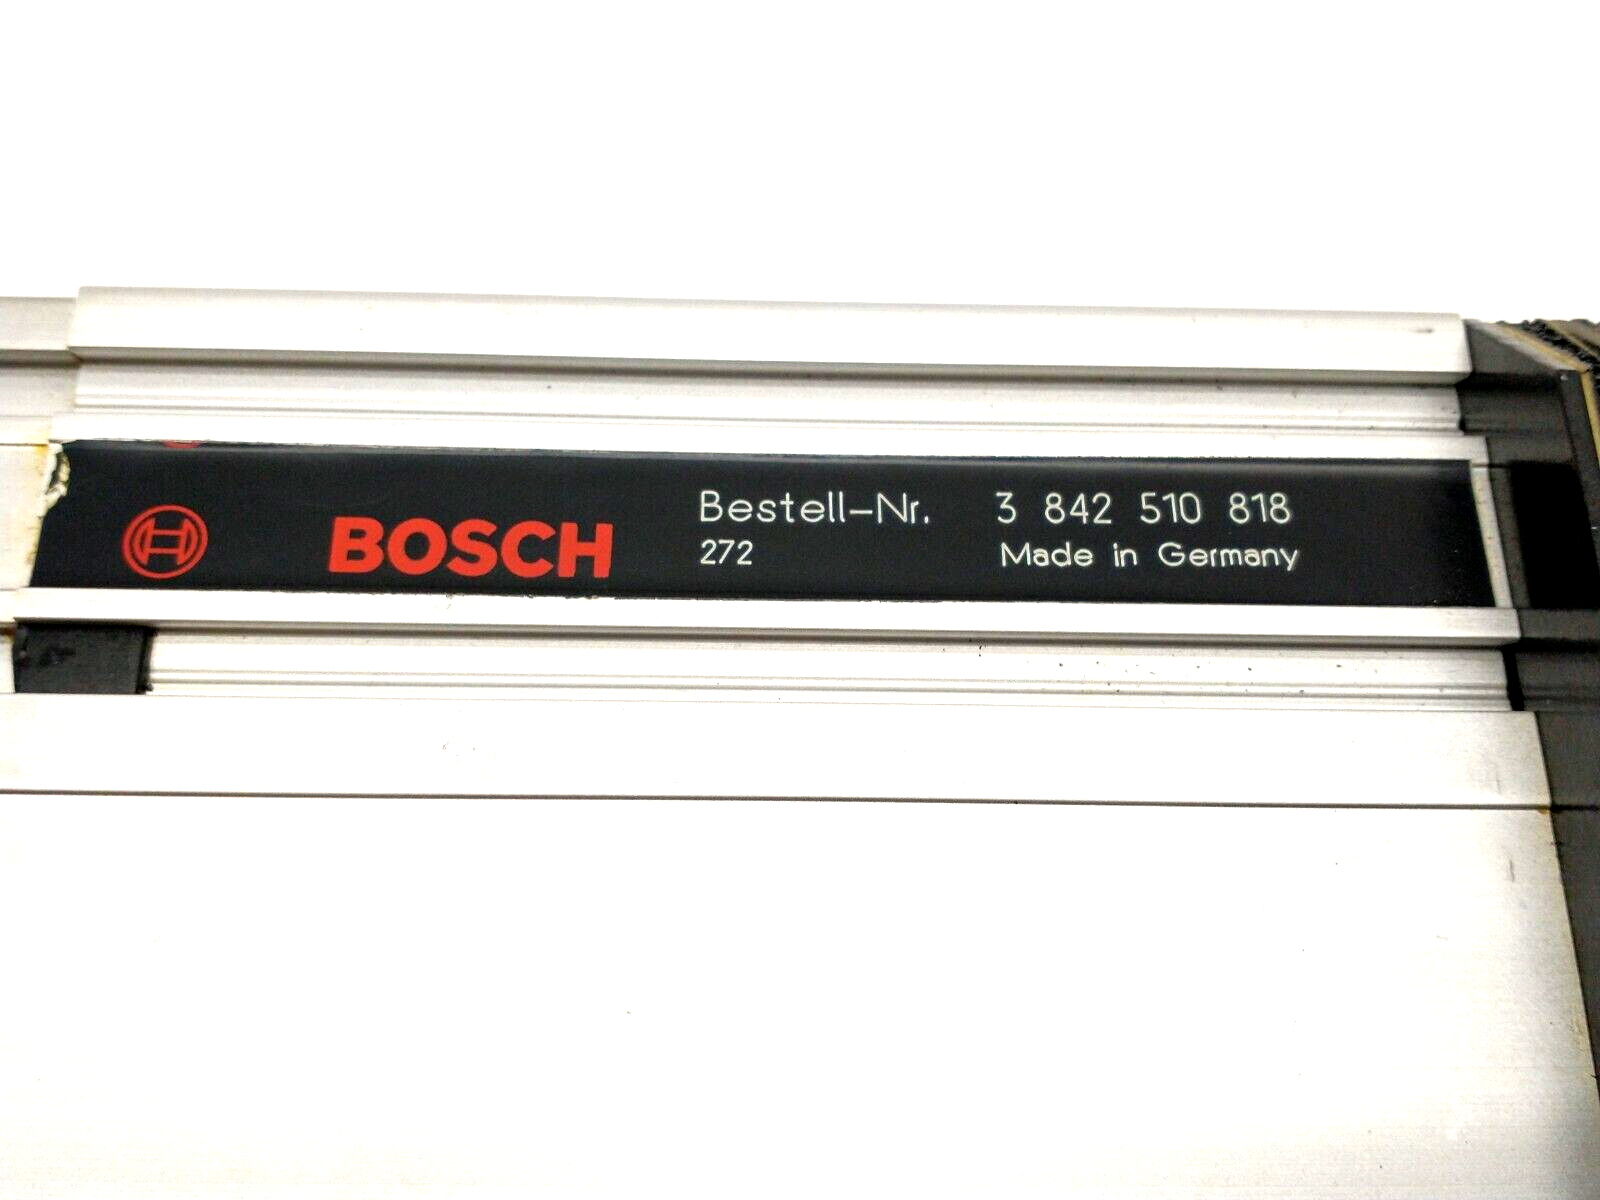 BOSCH
Bestell-Nr. 3 842 510 818
272 Made in Germany